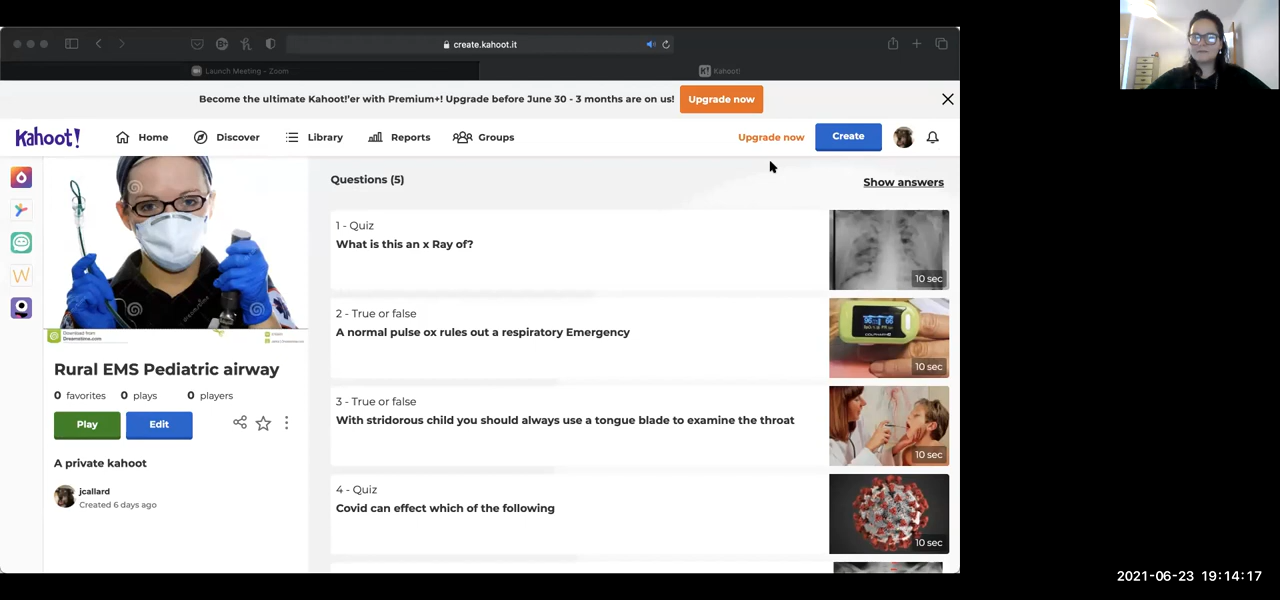 create.kahoot.it
Launch Meeting - Zoom
Kahoot!
Become the ultimate Kahoot!'er with Premium+! Upgrade before June 30 - 3 months are on us!
Upgrade now
Kahoot!
Home
Discover
Library
Reports
Groups
Upgrade now
Create
Questions (5)
Show answers
1 - Quiz
What is this an x Ray of?
10 sec
2 - True or false
A normal pulse ox rules out a respiratory Emergency
10 sec
3 - True or false
With stridorous child you should always use a tongue blade to examine the throat
10 sec
4 - Quiz
Covid can effect which of the following
10 sec
Download from
Dreamstime.com
Rural EMS Pediatric airway
0 favorites 0 plays 0 players
Play
Edit
A private kahoot
jcallard
Created 6 days ago
2021-06-23 19:14:17